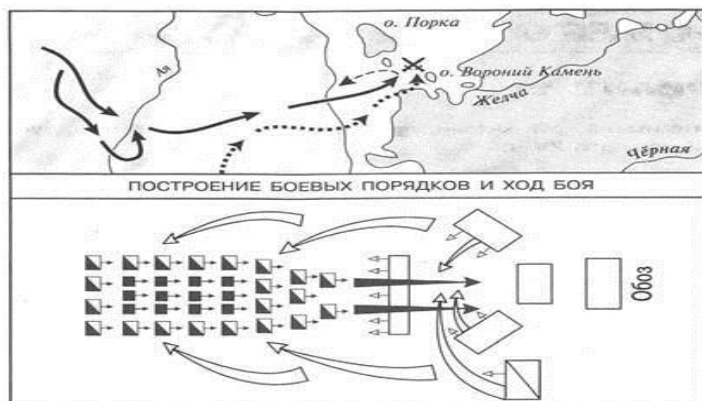 о. Порка
Ая
о. Вороний Камень
Желча
Чёрная
ПОСТРОЕНИЕ БОЕВЫХ ПОРЯДКОВ И ХОД БОЯ
Обоз